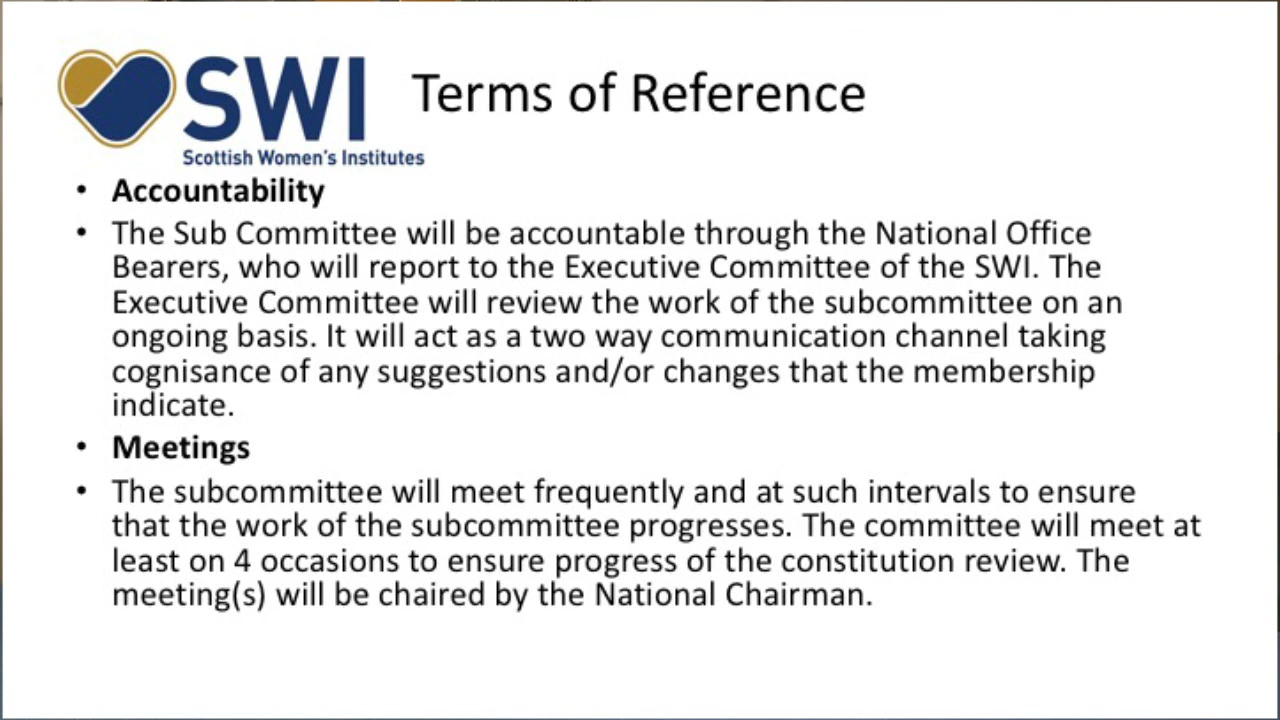 SWI
Terms of Reference
Scottish Women's Institutes
• Accountability
• The Sub Committee will be accountable through the National Office
Bearers, who will report to the Executive Committee of the SWI. The
Executive Committee will review the work of the subcommittee on an
ongoing basis. It will act as a two way communication channel taking
cognisance of any suggestions and/or changes that the membership
indicate.
• Meetings
• The subcommittee will meet frequently and at such intervals to ensure
that the work of the subcommittee progresses. The committee will meet at
least on 4 occasions to ensure progress of the constitution review. The
meeting(s) will be chaired by the National Chairman.